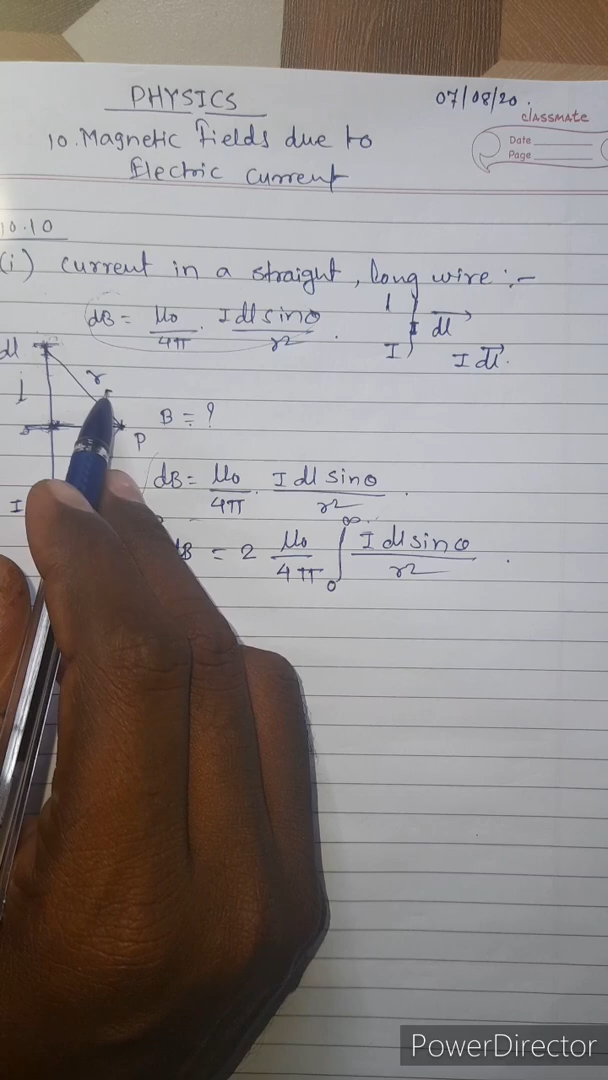 PHYSICS
07/08/20.
classmate
Date
Page
10. Magnetic fields due to
Electric current
10.10
(i) current in a straight, long wire :-
dB = μ₀/4π . I dl sinθ/r² .
I dl
I I dl.
dl
r
B = ?
P
dB = μ₀/4π . I dl sinθ/r² .
I
dB = 2 μ₀/4π ∫₀^∞ I dl sinθ/r² .
PowerDirector